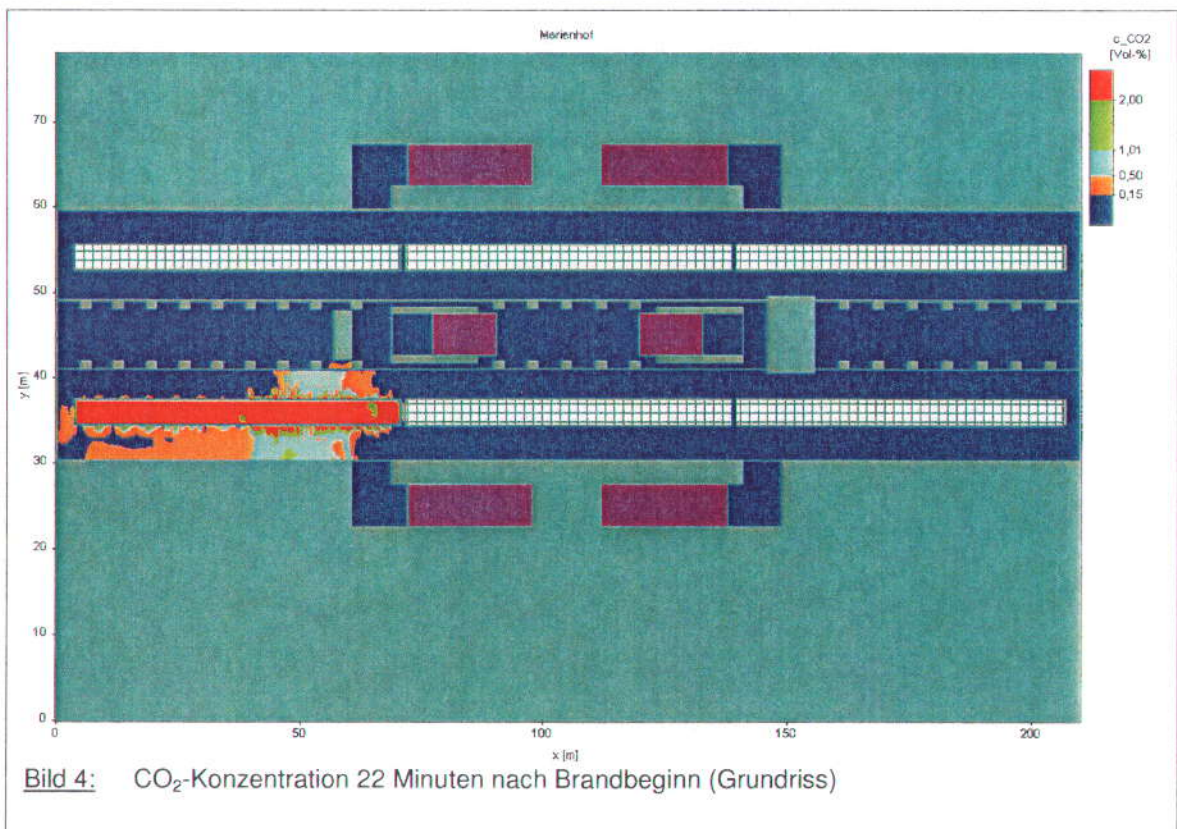 Marienhof
c_CO2
[Vol-%]
2,00
1,01
0,50
0,15
70
60
50
40
30
20
10
0
y [m]
0
50
100
150
200
x [m]
Bild 4: CO₂-Konzentration 22 Minuten nach Brandbeginn (Grundriss)